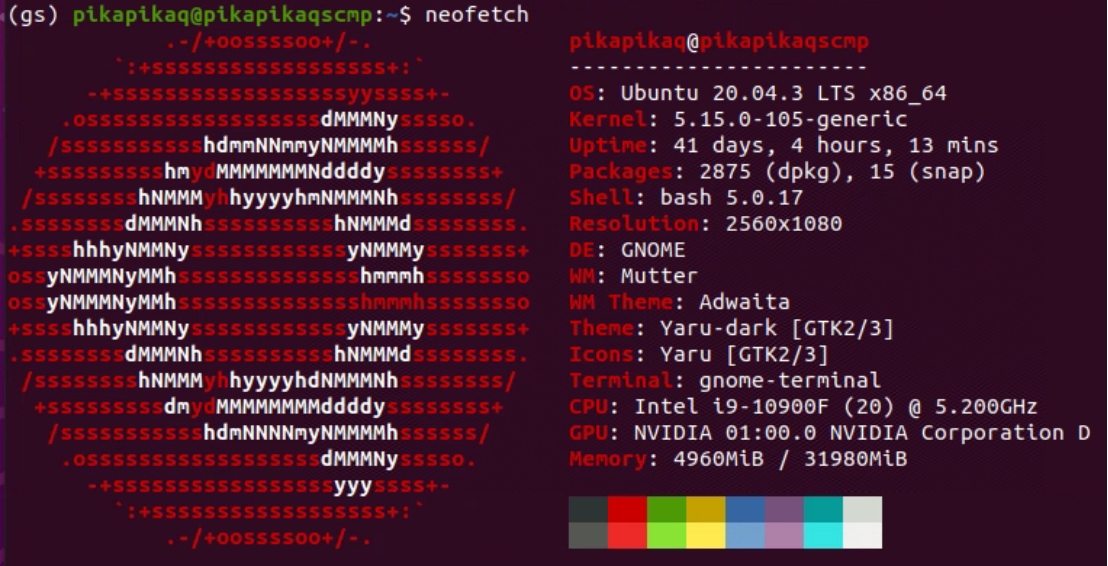 (gs) pikapikaq@pikapikaqscmp:~$ neofetch
            .-/+oossssoo+/-.               pikapikaq@pikapikaqscmp
        `:+ssssssssssssssssss+:`           -----------------------
      -+ssssssssssssssssssyyssss+-         OS: Ubuntu 20.04.3 LTS x86_64
    .ossssssssssssssssssdMMMNysssso.       Kernel: 5.15.0-105-generic
   /ssssssssssshdmmNNmmyNMMMMhssssss/      Uptime: 41 days, 4 hours, 13 mins
  +ssssssssshmydMMMMMMMNddddyssssssss+     Packages: 2875 (dpkg), 15 (snap)
 /sssssssshNMMMyhhyyyyhmNMMMNhssssssss/    Shell: bash 5.0.17
.ssssssssdMMMNhsssssssssshNMMMdssssssss.   Resolution: 2560x1080
+sssshhhyNMMNyssssssssssssyNMMMysssssss+   DE: GNOME
ossyNMMMNyMMhsssssssssssssshmmmhssssssso   WM: Mutter
ossyNMMMNyMMhsssssssssssssshmmmhssssssso   WM Theme: Adwaita
+sssshhhyNMMNyssssssssssssyNMMMysssssss+   Theme: Yaru-dark [GTK2/3]
.ssssssssdMMMNhsssssssssshNMMMdssssssss.   Icons: Yaru [GTK2/3]
 /sssssssshNMMMyhhyyyyhdNMMMNhssssssss/    Terminal: gnome-terminal
  +sssssssssdmydMMMMMMMMddddyssssssss+     CPU: Intel i9-10900F (20) @ 5.200GHz
   /ssssssssssshdmNNNNmyNMMMMhssssss/      GPU: NVIDIA 01:00.0 NVIDIA Corporation D
    .ossssssssssssssssssdMMMNysssso.       Memory: 4960MiB / 31980MiB
      -+sssssssssssssssssyyyssss+-
        `:+ssssssssssssssssss+:`
            .-/+oossssoo+/-.